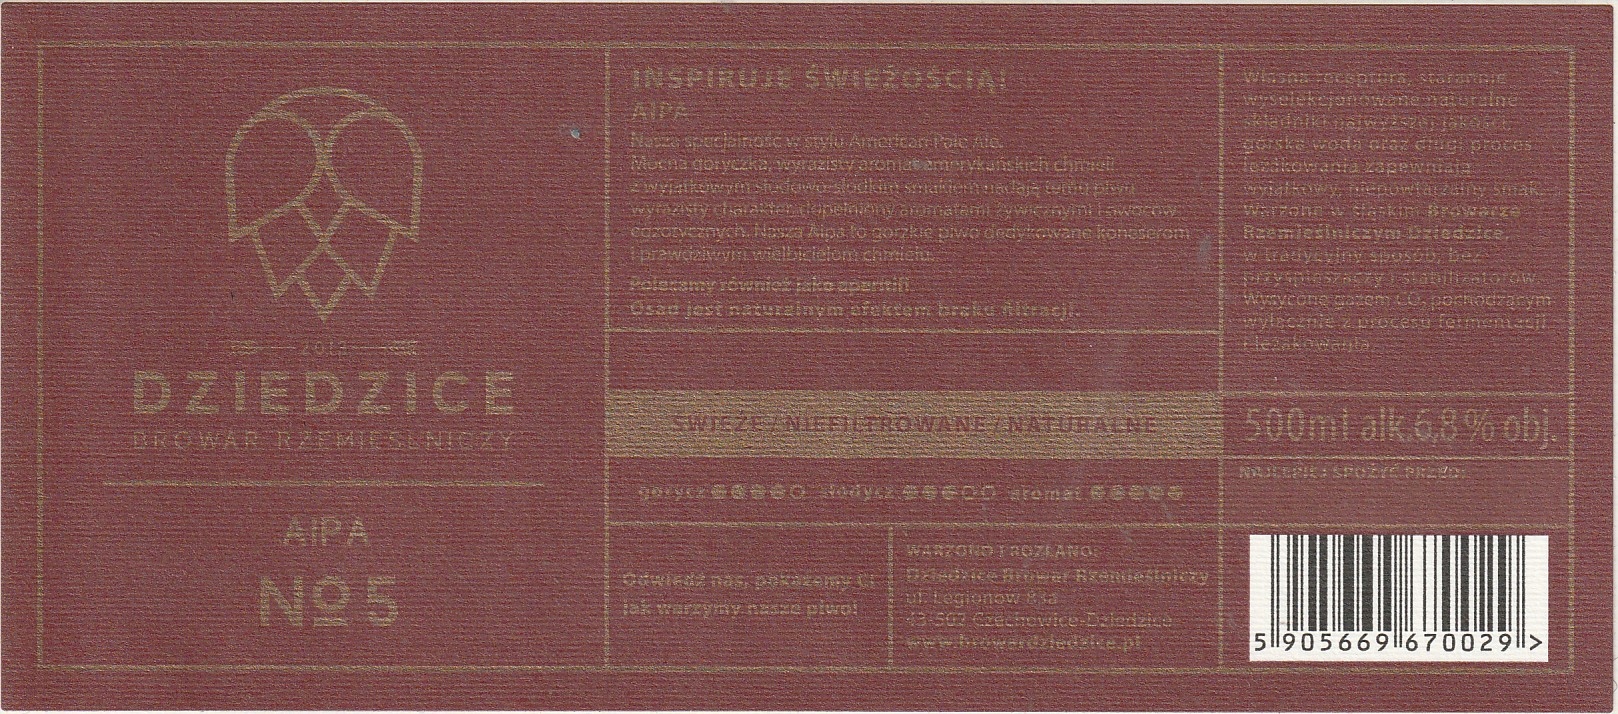 2013
DZIEDZICE
BROWAR RZEMIEŚLNICZY
AIPA
Nº5
INSPIRUJE ŚWIEŻOŚCIĄ!
AIPA
Nasza specjalność w stylu American Pale Ale.
Mocna goryczka, wyrazisty aromat amerykańskich chmieli
z wyjątkowym słodowo-słodkim smakiem nadają temu piwu
wyrazisty charakter, dopełniony aromatami żywicznymi i owoców
egzotycznych. Nasza Aipa to gorzkie piwo dedykowane koneserom
i prawdziwym wielbicielom chmielu.
Polecamy również jako aperitif!
Osad jest naturalnym efektem braku filtracji.
ŚWIEŻE / NIEFILTROWANE / NATURALNE
gorycz słodycz aromat
Odwiedź nas, pokażemy Ci
jak warzymy nasze piwo!
WARZONO I ROZLANO:
Dziedzice Browar Rzemieślniczy
ul. Legionów 83a
43-502 Czechowice-Dziedzice
www.browardziedzice.pl
Własna receptura, starannie
wyselekcjonowane naturalne
składniki najwyższej jakości,
górska woda oraz długi proces
leżakowania zapewniają
wyjątkowy, niepowtarzalny smak.
Warzone w śląskim Browarze
Rzemieślniczym Dziedzice,
w tradycyjny sposób, bez
przyspieszaczy i stabilizatorów.
Wysycone gazem CO₂ pochodzącym
wyłącznie z procesu fermentacji
i leżakowania.
500ml alk.6,8% obj.
NAJLEPIEJ SPOŻYĆ PRZED:
5 905669 670029 >